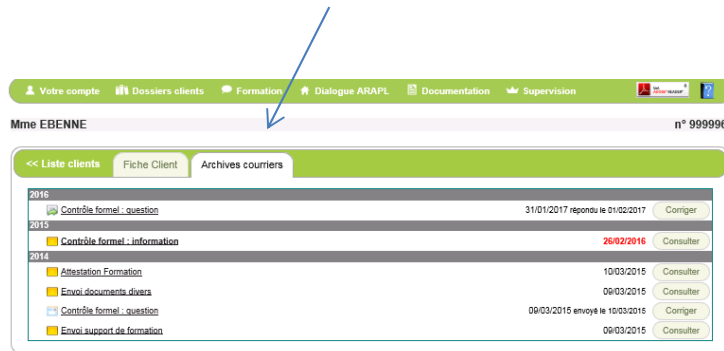 Votre compte Dossiers clients Formation Dialogue ARAPL Documentation Supervision
Mme EBENNE n° 999996
<< Liste clients Fiche Client Archives courriers
2016
Contrôle formel : question 31/01/2017 répondu le 01/02/2017 Corriger
2015
Contrôle formel : information 26/02/2016 Consulter
2014
Attestation Formation 10/03/2015 Consulter
Envoi documents divers 09/03/2015 Consulter
Contrôle formel : question 09/03/2015 envoyé le 10/03/2015 Corriger
Envoi support de formation 09/03/2015 Consulter